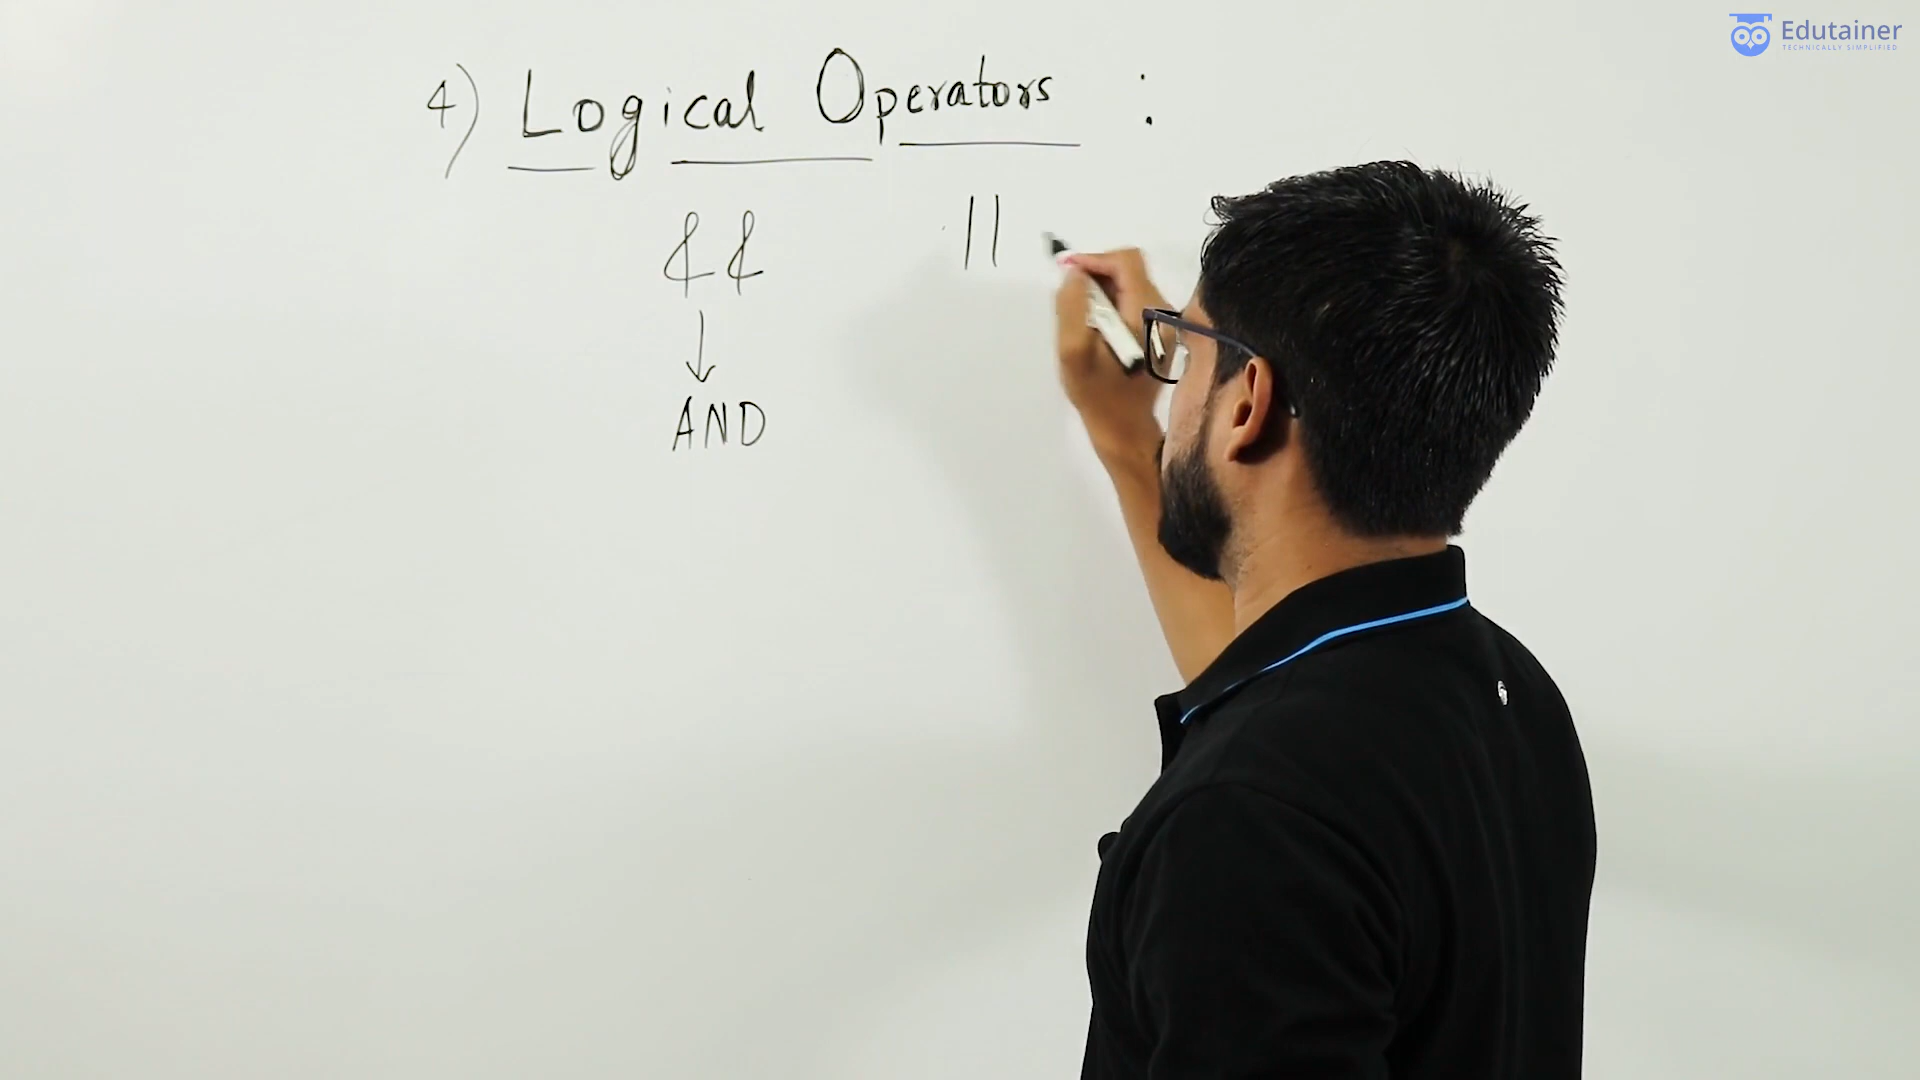 Edutainer
TECHNICALLY SIMPLIFIED
4) Logical Operators :
&& ||
↓
AND